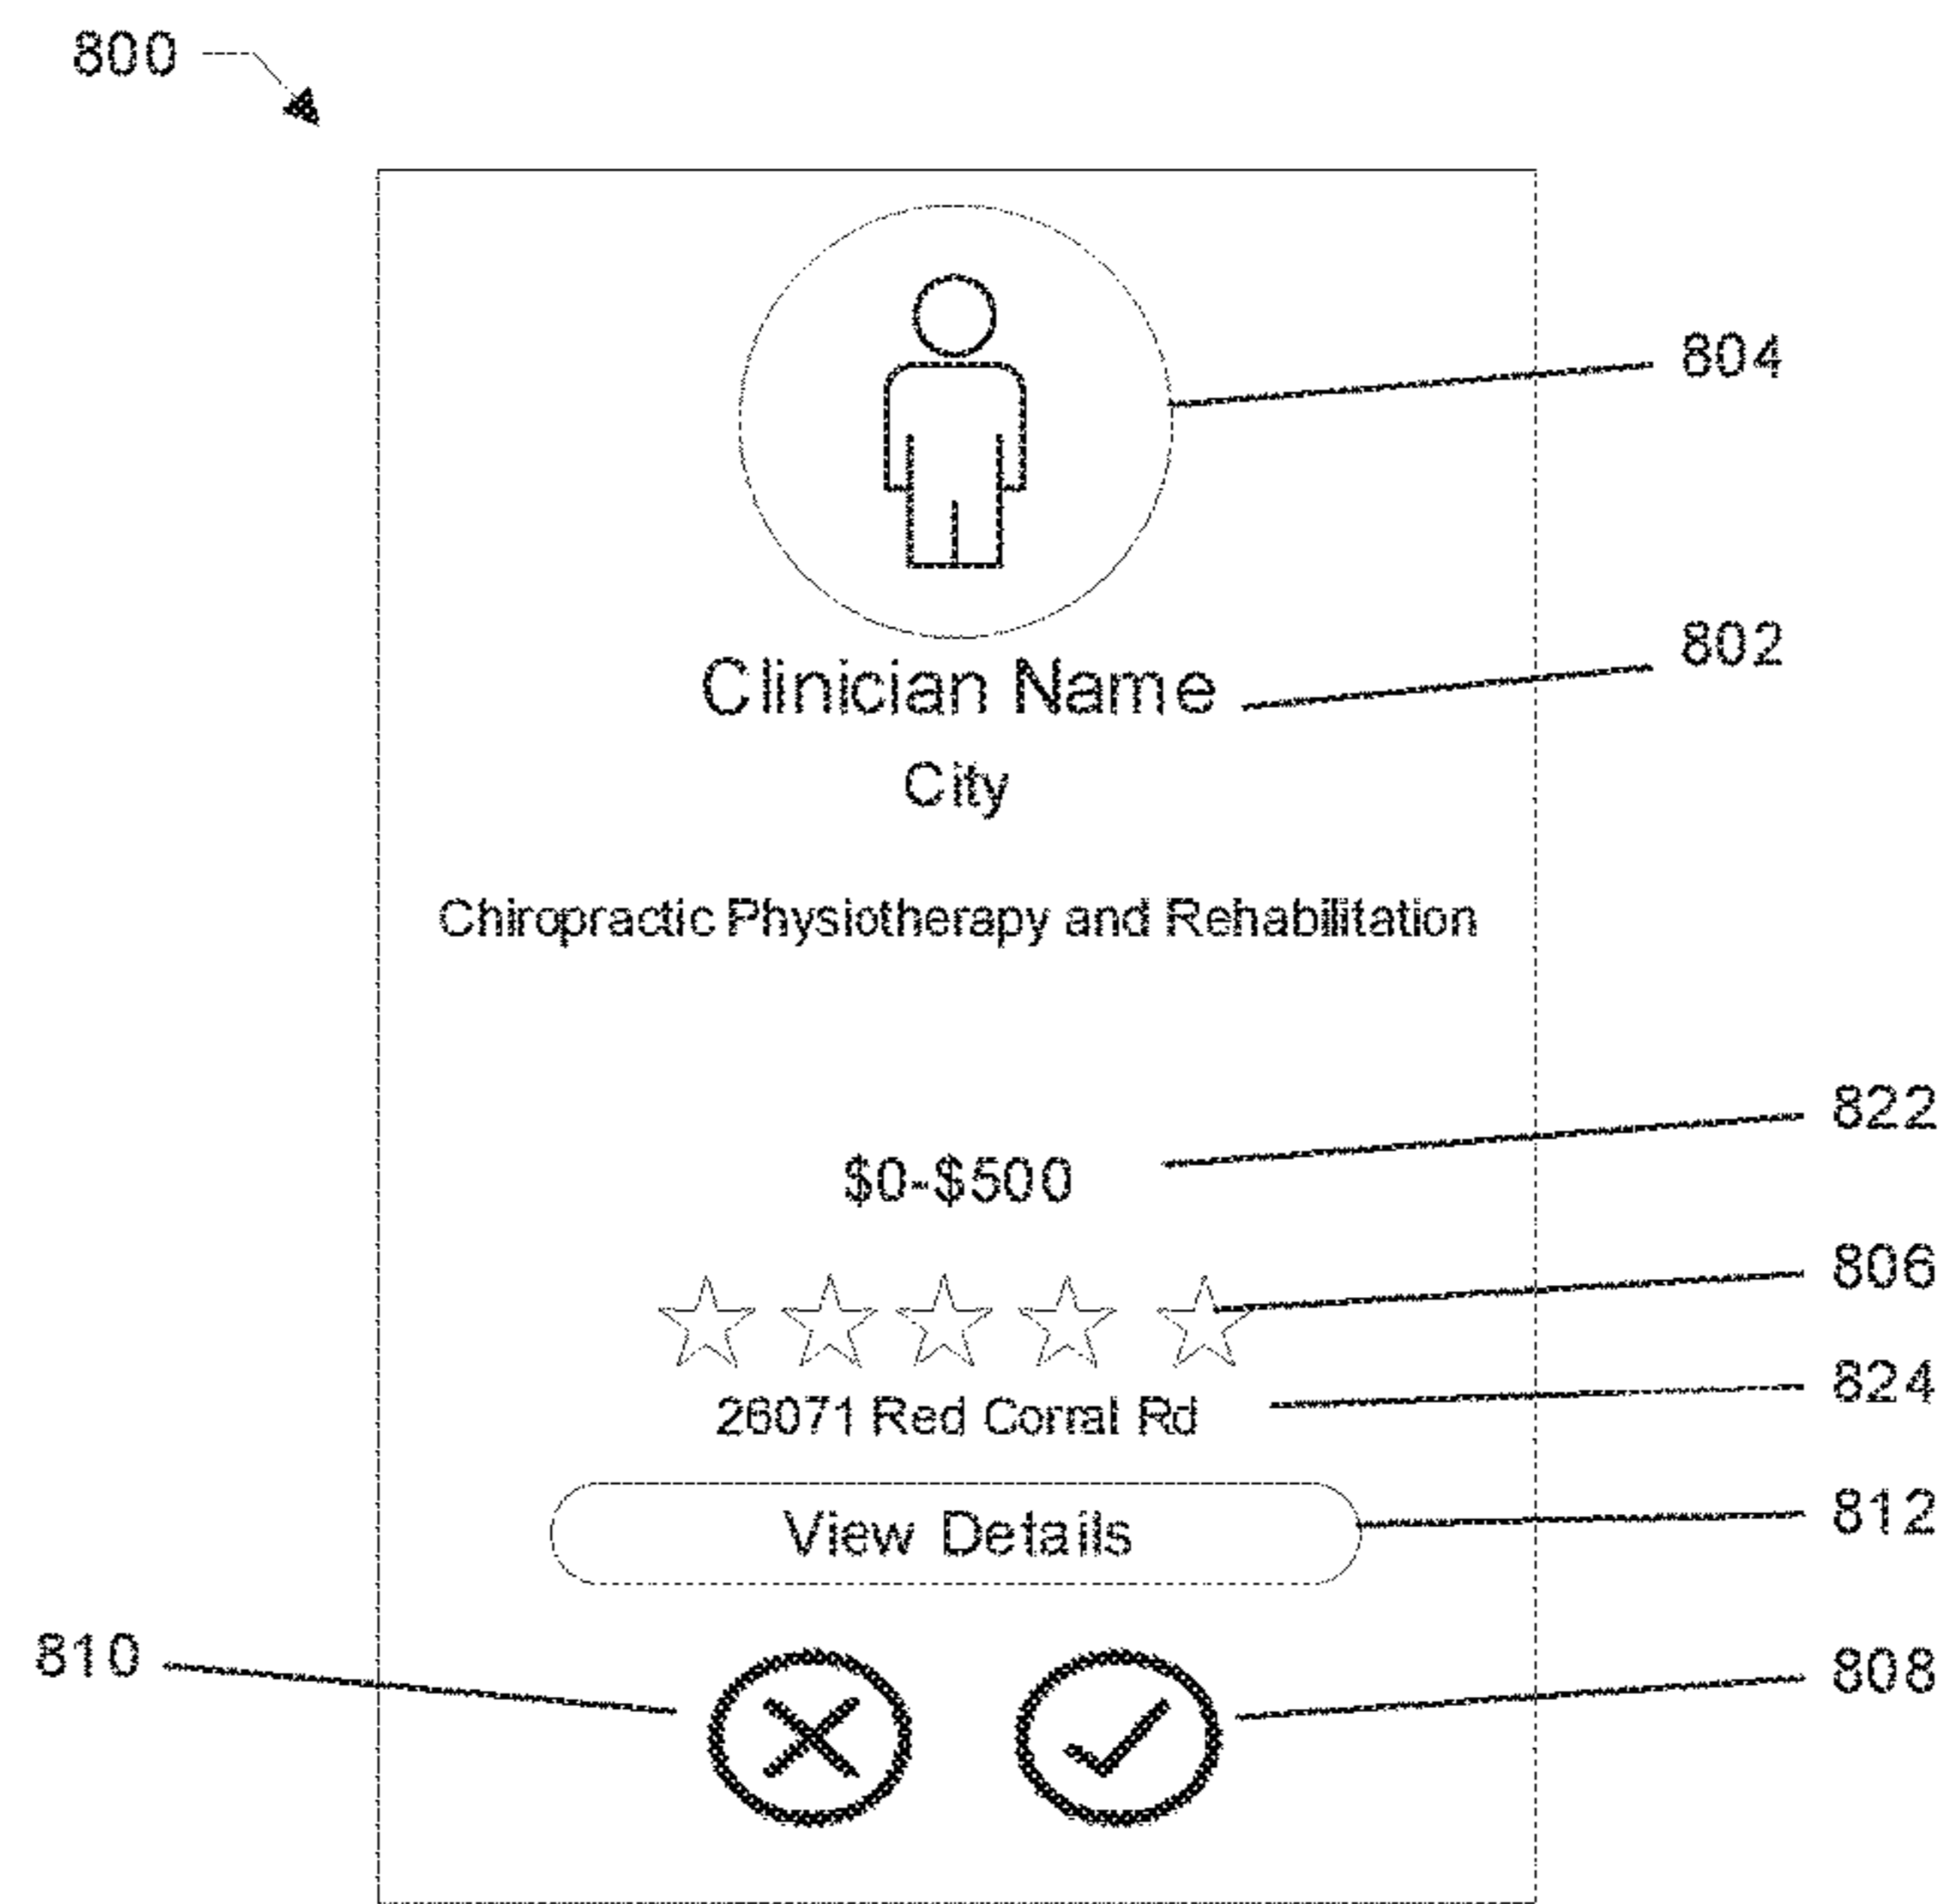 800
804
802
Clinician Name
City
Chiropractic Physiotherapy and Rehabilitation
822
$0-$500
806
824
26071 Red Corral Rd
812
View Details
810
808